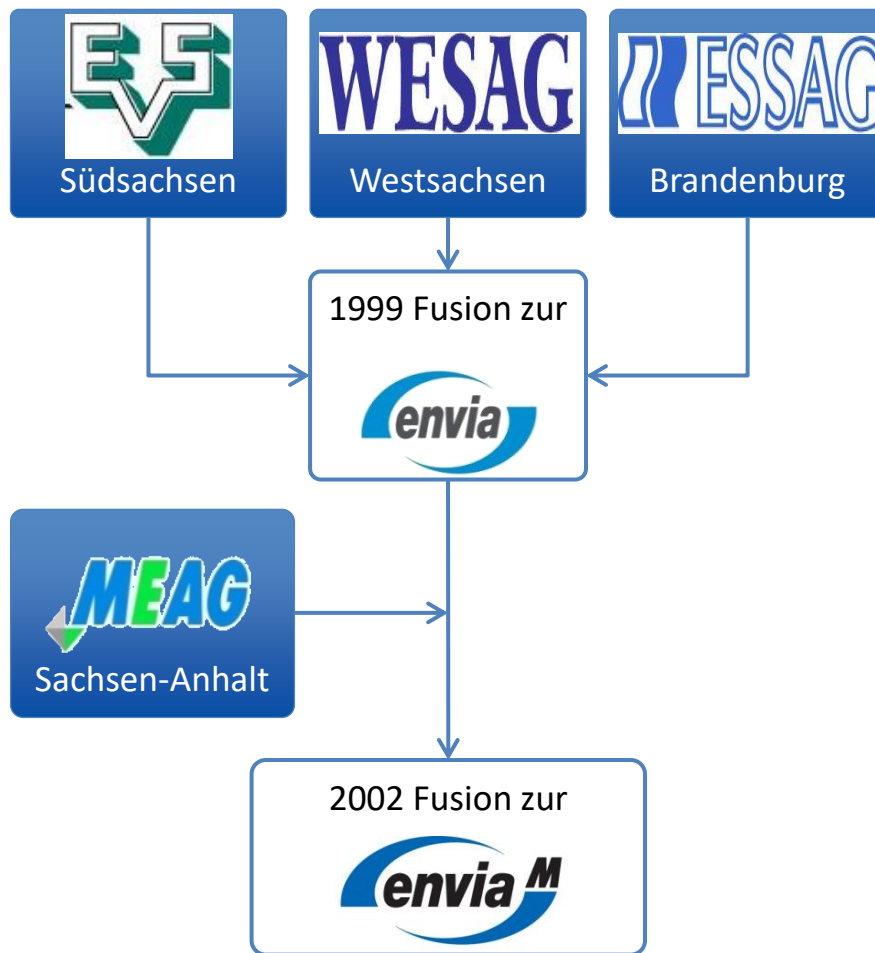 EVS
WESAG
ESSAG
Südsachsen
Westsachsen
Brandenburg
1999 Fusion zur
envia
MEAG
Sachsen-Anhalt
2002 Fusion zur
envia M